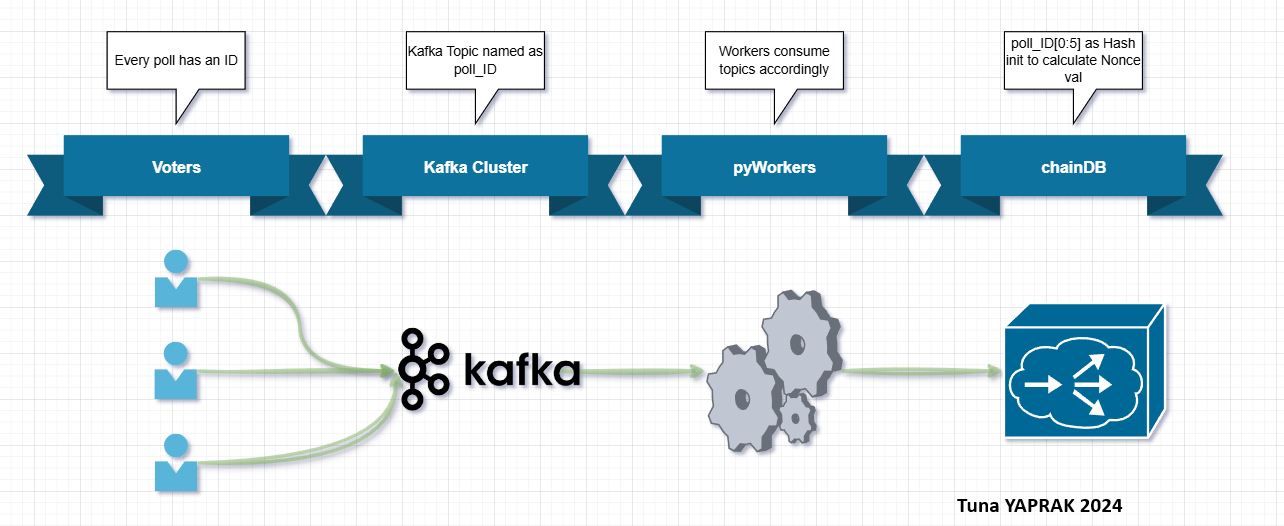 Every poll has an ID
Kafka Topic named as
poll_ID
Workers consume
topics accordingly
poll_ID[0:5] as Hash
init to calculate Nonce
val
Voters
Kafka Cluster
pyWorkers
chainDB
kafka
Tuna YAPRAK 2024